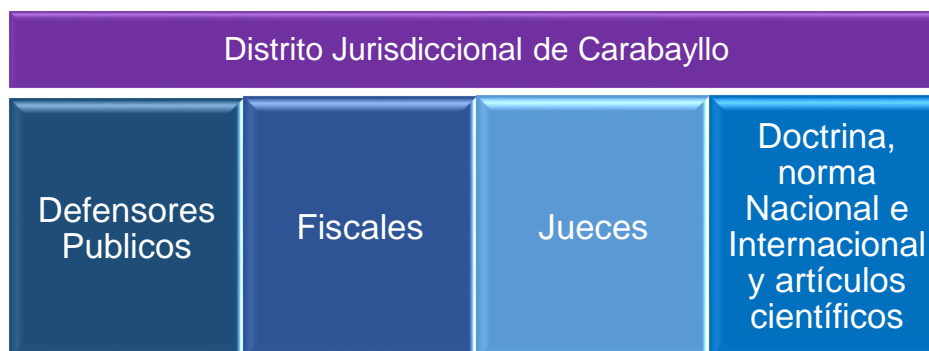 Distrito Jurisdiccional de Carabayllo
Defensores
Publicos
Fiscales
Jueces
Doctrina,
norma
Nacional e
Internacional
y artículos
científicos